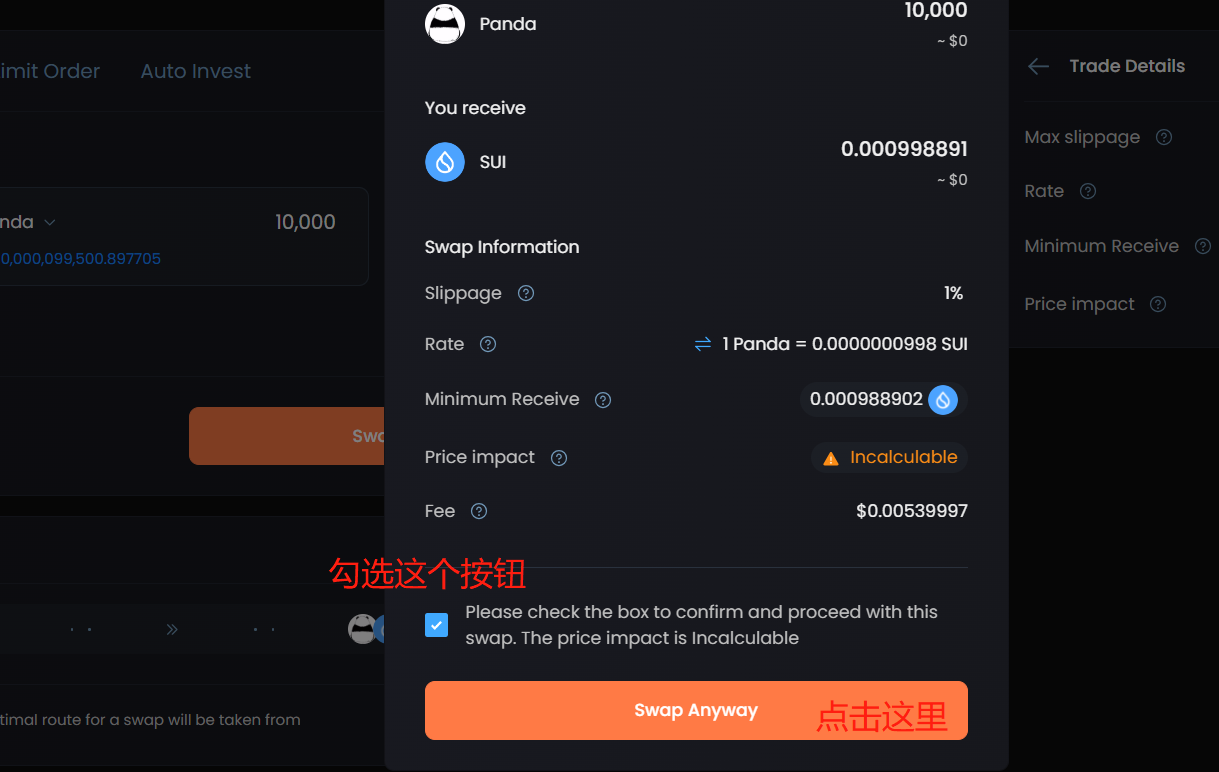 Panda
10,000
~ $0
imit Order
Auto Invest
Trade Details
You receive
Max slippage
SUI
0.000998891
~ $0
Rate
nda
10,000
Swap Information
Minimum Receive
0,000,099,500.897705
Slippage
1%
Price impact
Rate
1 Panda = 0.0000000998 SUI
Minimum Receive
0.000988902
Swa
Price impact
Incalculable
Fee
$0.00539997
勾选这个按钮
Please check the box to confirm and proceed with this
swap. The price impact is Incalculable
Swap Anyway
点击这里
timal route for a swap will be taken from